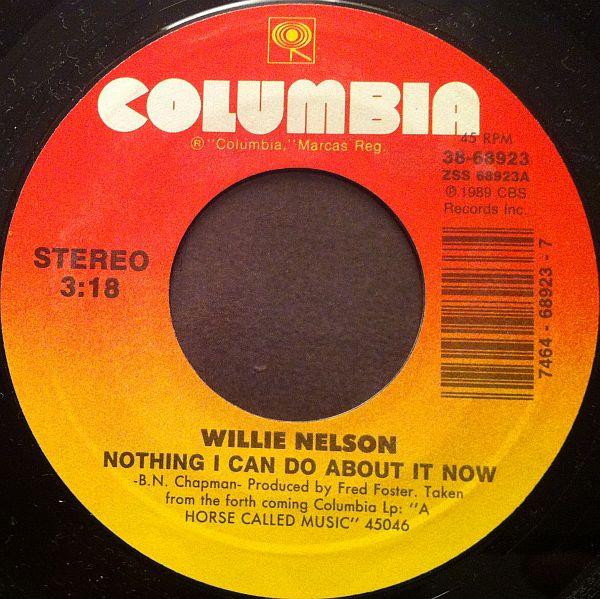 COLUMBIA
® "Columbia," Marcas Reg.
45 RPM
38-68923
ZSS 68923A
℗ 1989 CBS
Records Inc.
STEREO
3:18
7464 - 68923 - 7
WILLIE NELSON
NOTHING I CAN DO ABOUT IT NOW
-B.N. Chapman- Produced by Fred Foster. Taken
from the forth coming Columbia Lp: "A
HORSE CALLED MUSIC" 45046